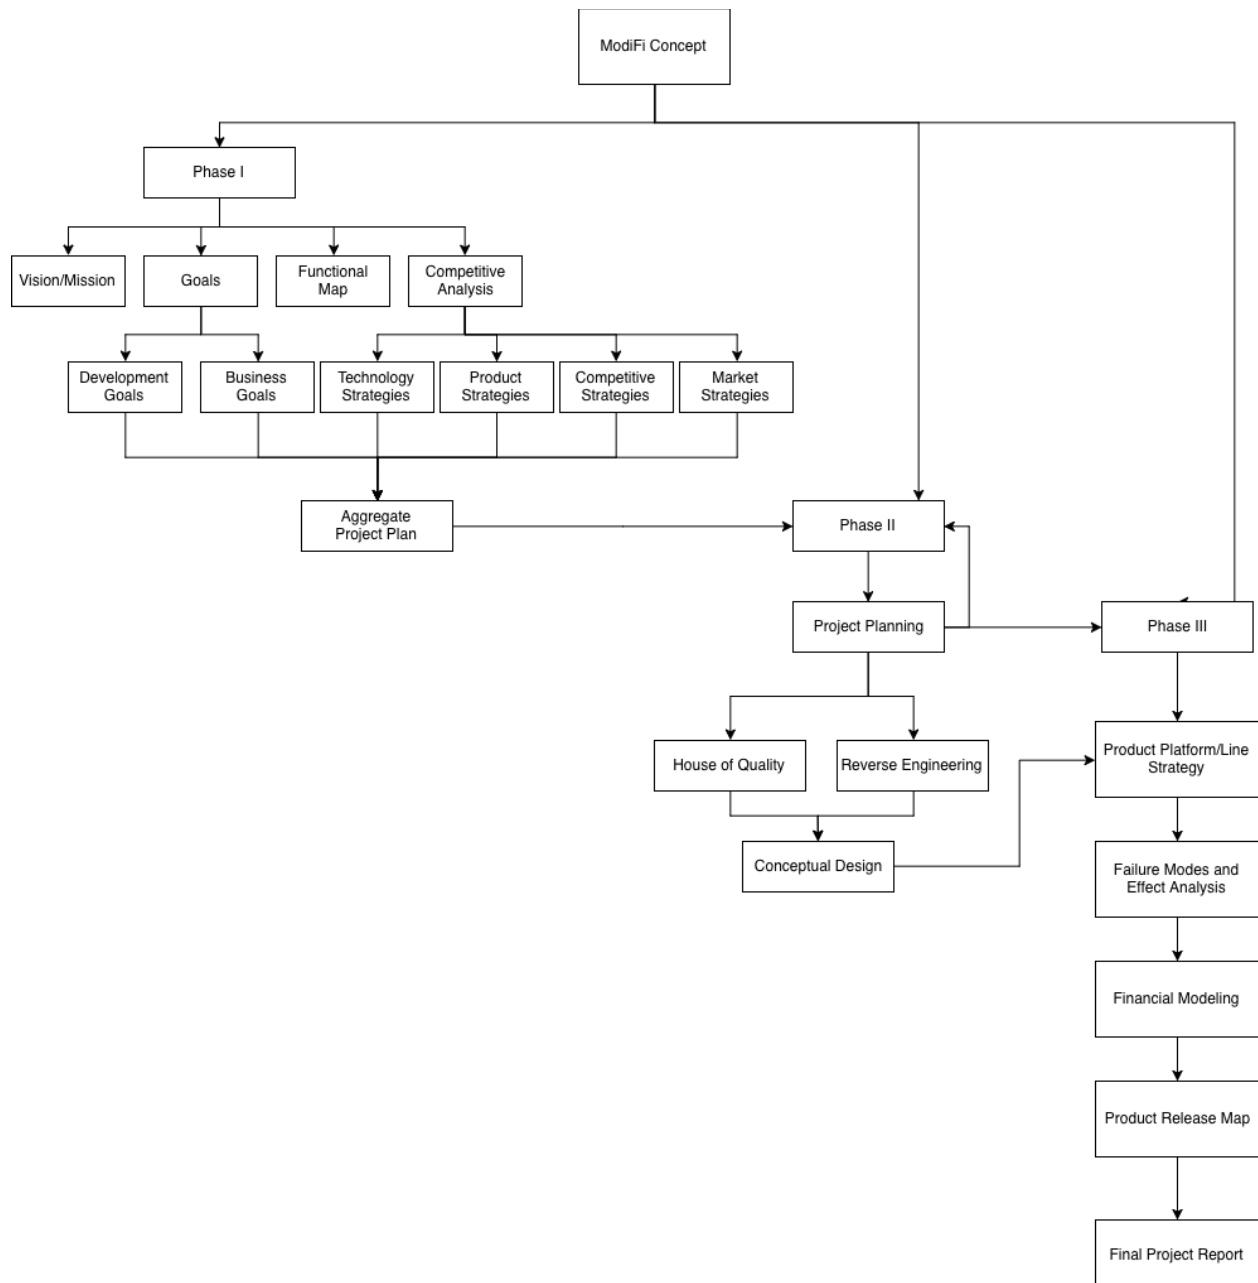 ModiFi Concept
Phase I
Vision/Mission
Goals
Functional
Map
Competitive
Analysis
Development
Goals
Business
Goals
Technology
Strategies
Product
Strategies
Competitive
Strategies
Market
Strategies
Aggregate
Project Plan
Phase II
Project Planning
Phase III
House of Quality
Reverse Engineering
Product Platform/Line
Strategy
Conceptual Design
Failure Modes and
Effect Analysis
Financial Modeling
Product Release Map
Final Project Report